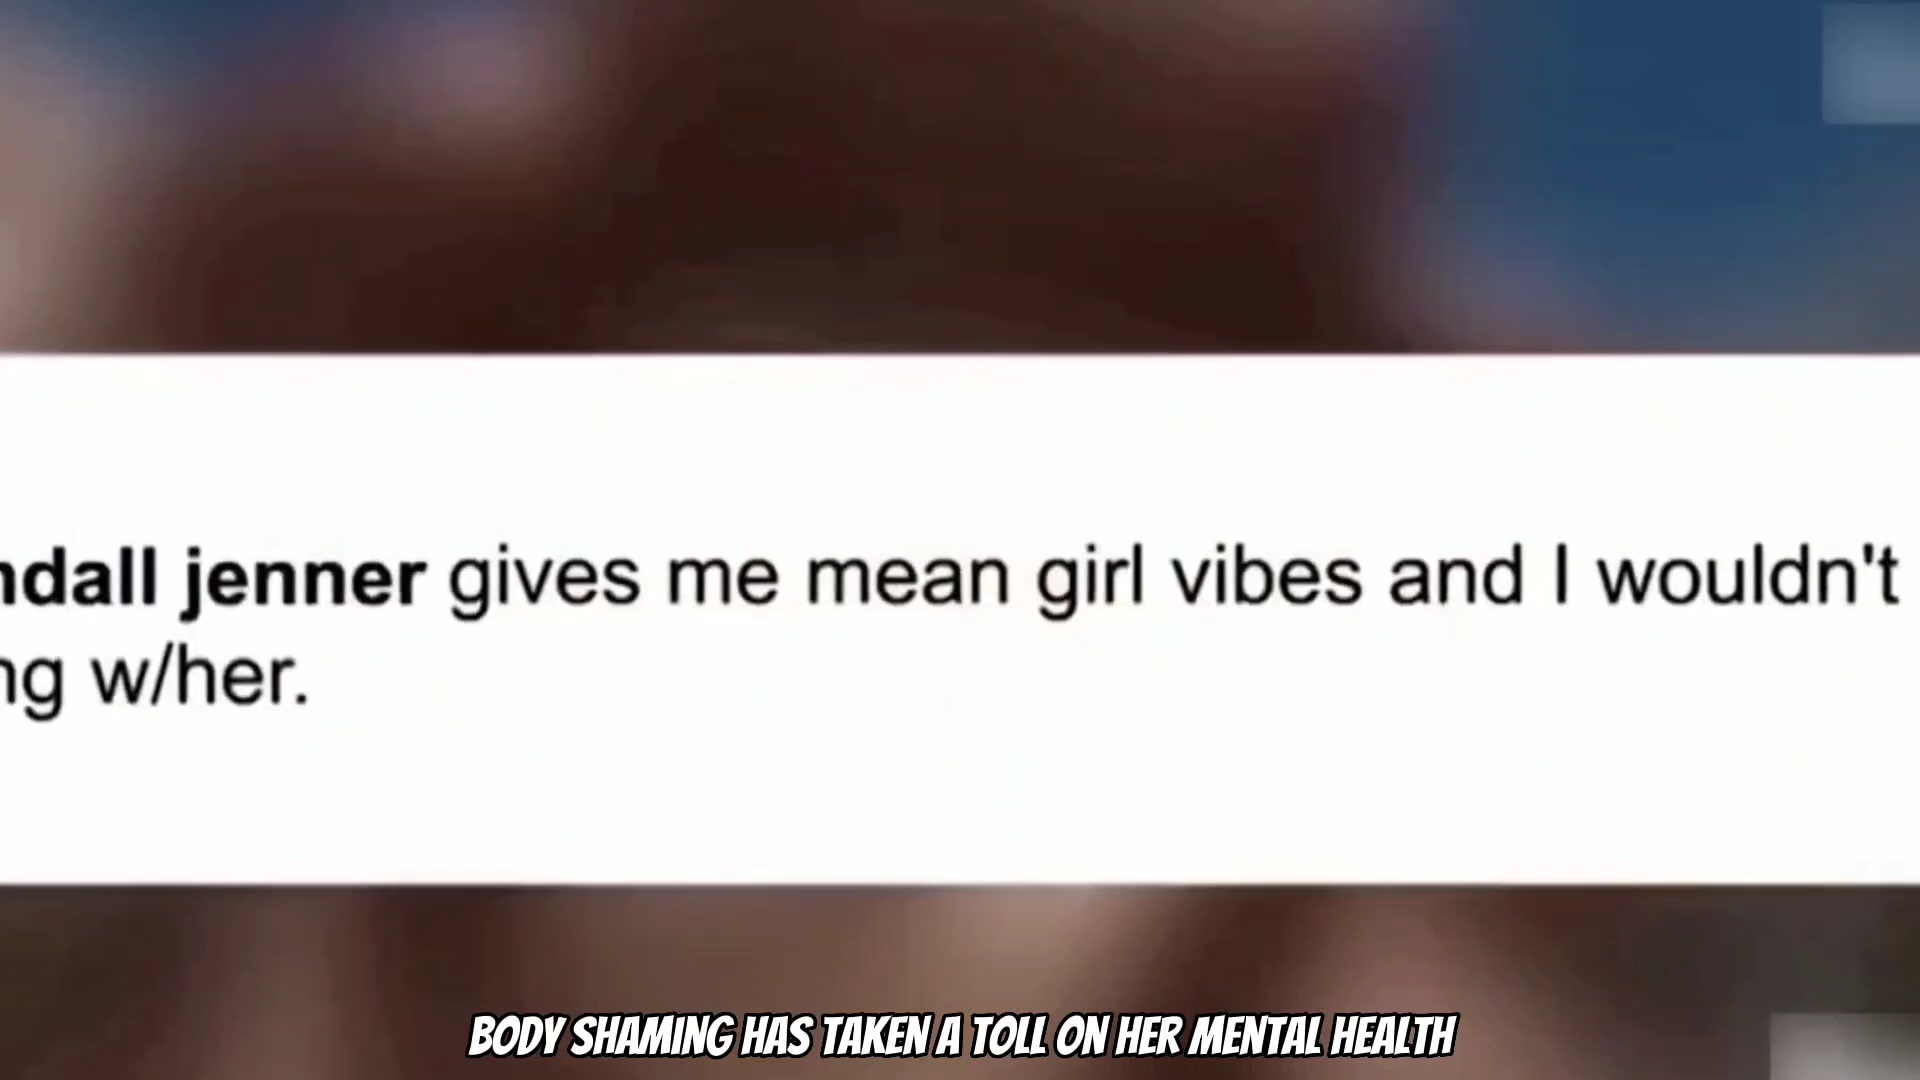 ndall jenner gives me mean girl vibes and I wouldn't
ng w/her.
BODY SHAMING HAS TAKEN A TOLL ON HER MENTAL HEALTH